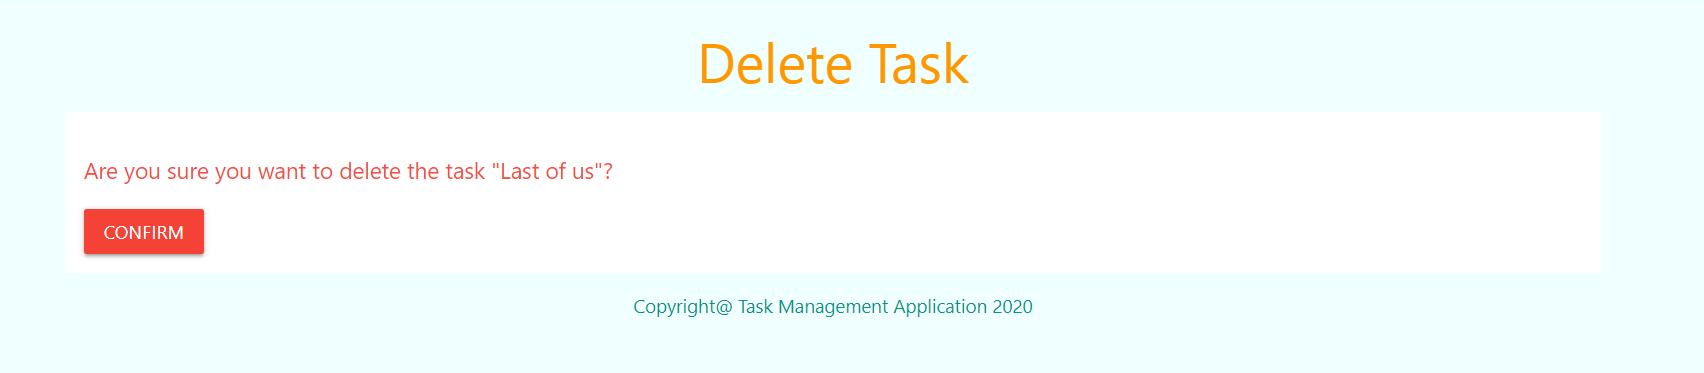 Delete Task
Are you sure you want to delete the task "Last of us"?
CONFIRM
Copyright@ Task Management Application 2020